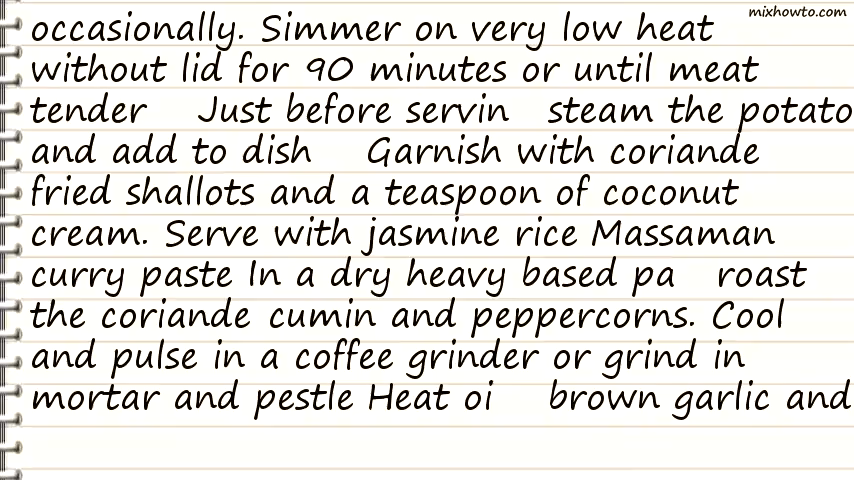 mixhowto.com
occasionally. Simmer on very low heat
without lid for 90 minutes or until meat
tender Just before servin steam the potato
and add to dish Garnish with coriande
fried shallots and a teaspoon of coconut
cream. Serve with jasmine rice Massaman
curry paste In a dry heavy based pa roast
the coriande cumin and peppercorns. Cool
and pulse in a coffee grinder or grind in
mortar and pestle Heat oi brown garlic and